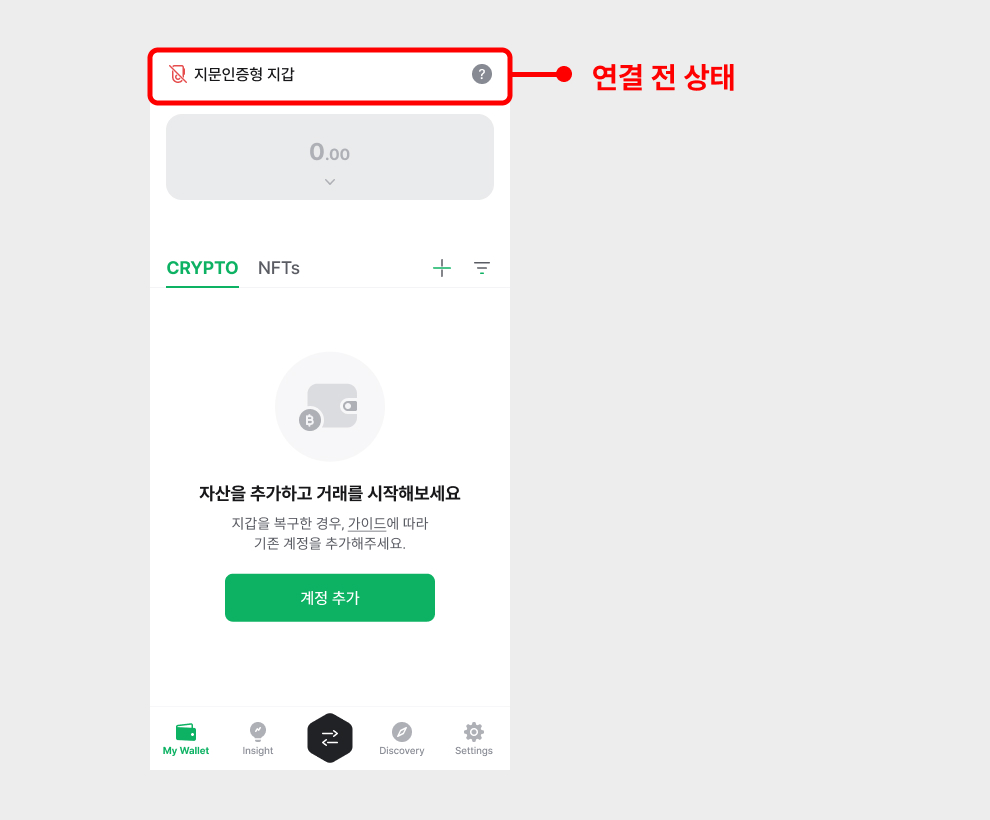 지문인증형 지갑
?
연결 전 상태
0.00
CRYPTO NFTs
자산을 추가하고 거래를 시작해보세요
지갑을 복구한 경우, 가이드에 따라
기존 계정을 추가해주세요.
계정 추가
My Wallet Insight Discovery Settings